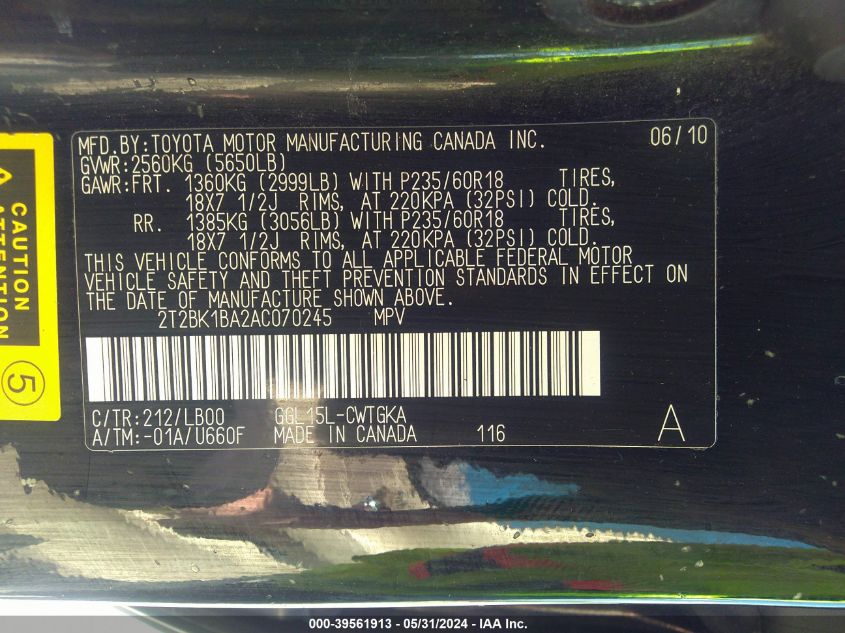 MFD.BY:TOYOTA MOTOR MANUFACTURING CANADA INC. 06/10
GVWR:2560KG (5650LB)
GAWR:FRT. 1360KG (2999LB) WITH P235/60R18 TIRES,
18X7 1/2J RIMS, AT 220KPA (32PSI) COLD.
RR. 1385KG (3056LB) WITH P235/60R18 TIRES,
18X7 1/2J RIMS, AT 220KPA (32PSI) COLD.
THIS VEHICLE CONFORMS TO ALL APPLICABLE FEDERAL MOTOR
VEHICLE SAFETY AND THEFT PREVENTION STANDARDS IN EFFECT ON
THE DATE OF MANUFACTURE SHOWN ABOVE.
2T2BK1BA2AC070245 MPV
C/TR:212/LB00 GGL15L-CWTGKA A
A/TM:-01A/U660F MADE IN CANADA 116
CAUTION
ATTENTION
5
000-39561913 - 05/31/2024 - IAA Inc.